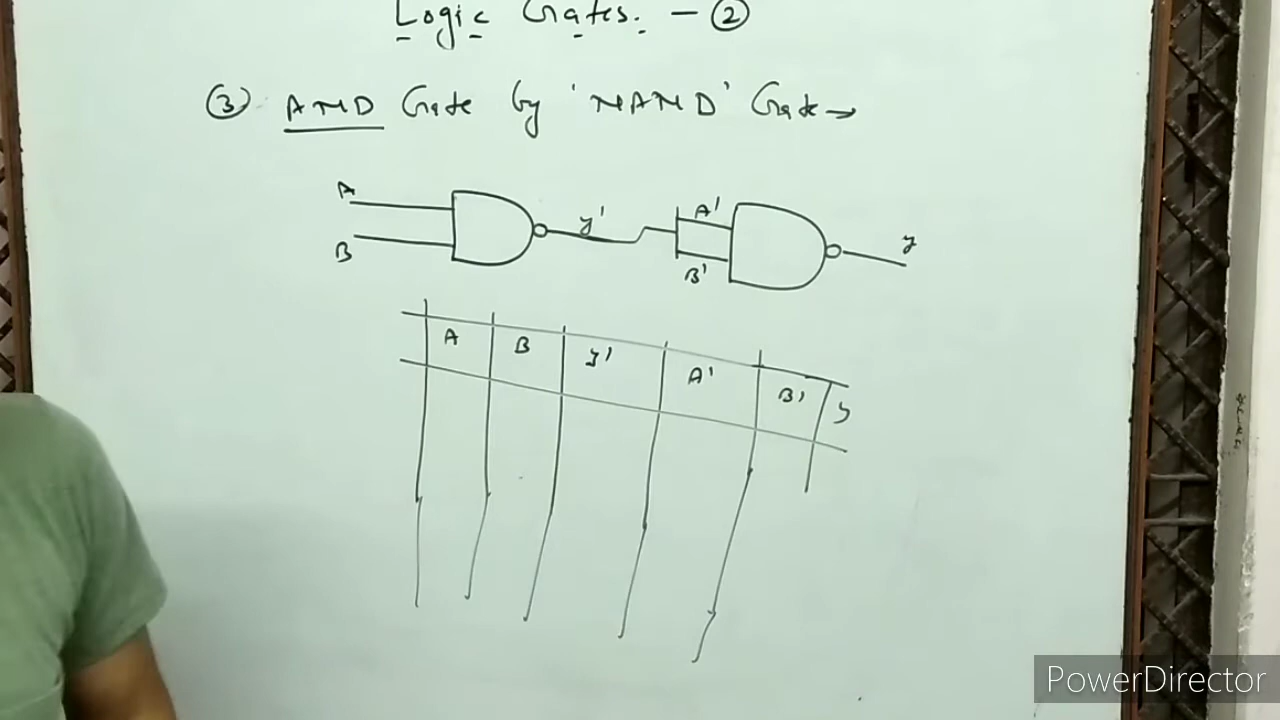 Logic Gates. - ②
③ AND Gate by 'NAND' Gate→
A
y'
A'
y
B
B'
A B y' A' B' y
PowerDirector